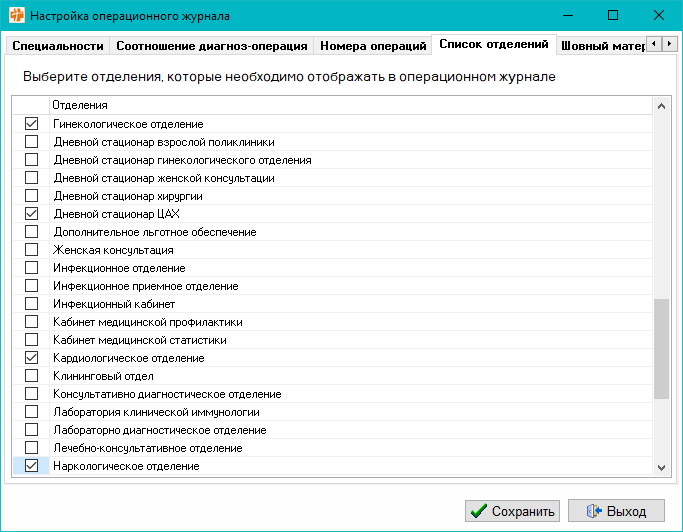 Настройка операционного журнала
Специальности Соотношение диагноз-операция Номера операций Список отделений Шовный матер
Выберите отделения, которые необходимо отображать в операционном журнале
Отделения
Гинекологическое отделение
Дневной стационар взрослой поликлиники
Дневной стационар гинекологического отделения
Дневной стационар женской консультации
Дневной стационар хирургии
Дневной стационар ЦАХ
Дополнительное льготное обеспечение
Женская консультация
Инфекционное отделение
Инфекционное приемное отделение
Инфекционный кабинет
Кабинет медицинской профилактики
Кабинет медицинской статистики
Кардиологическое отделение
Клининговый отдел
Консультативно диагностическое отделение
Лаборатория клинической иммунологии
Лабораторно диагностическое отделение
Лечебно-консультативное отделение
Наркологическое отделение
Сохранить Выход